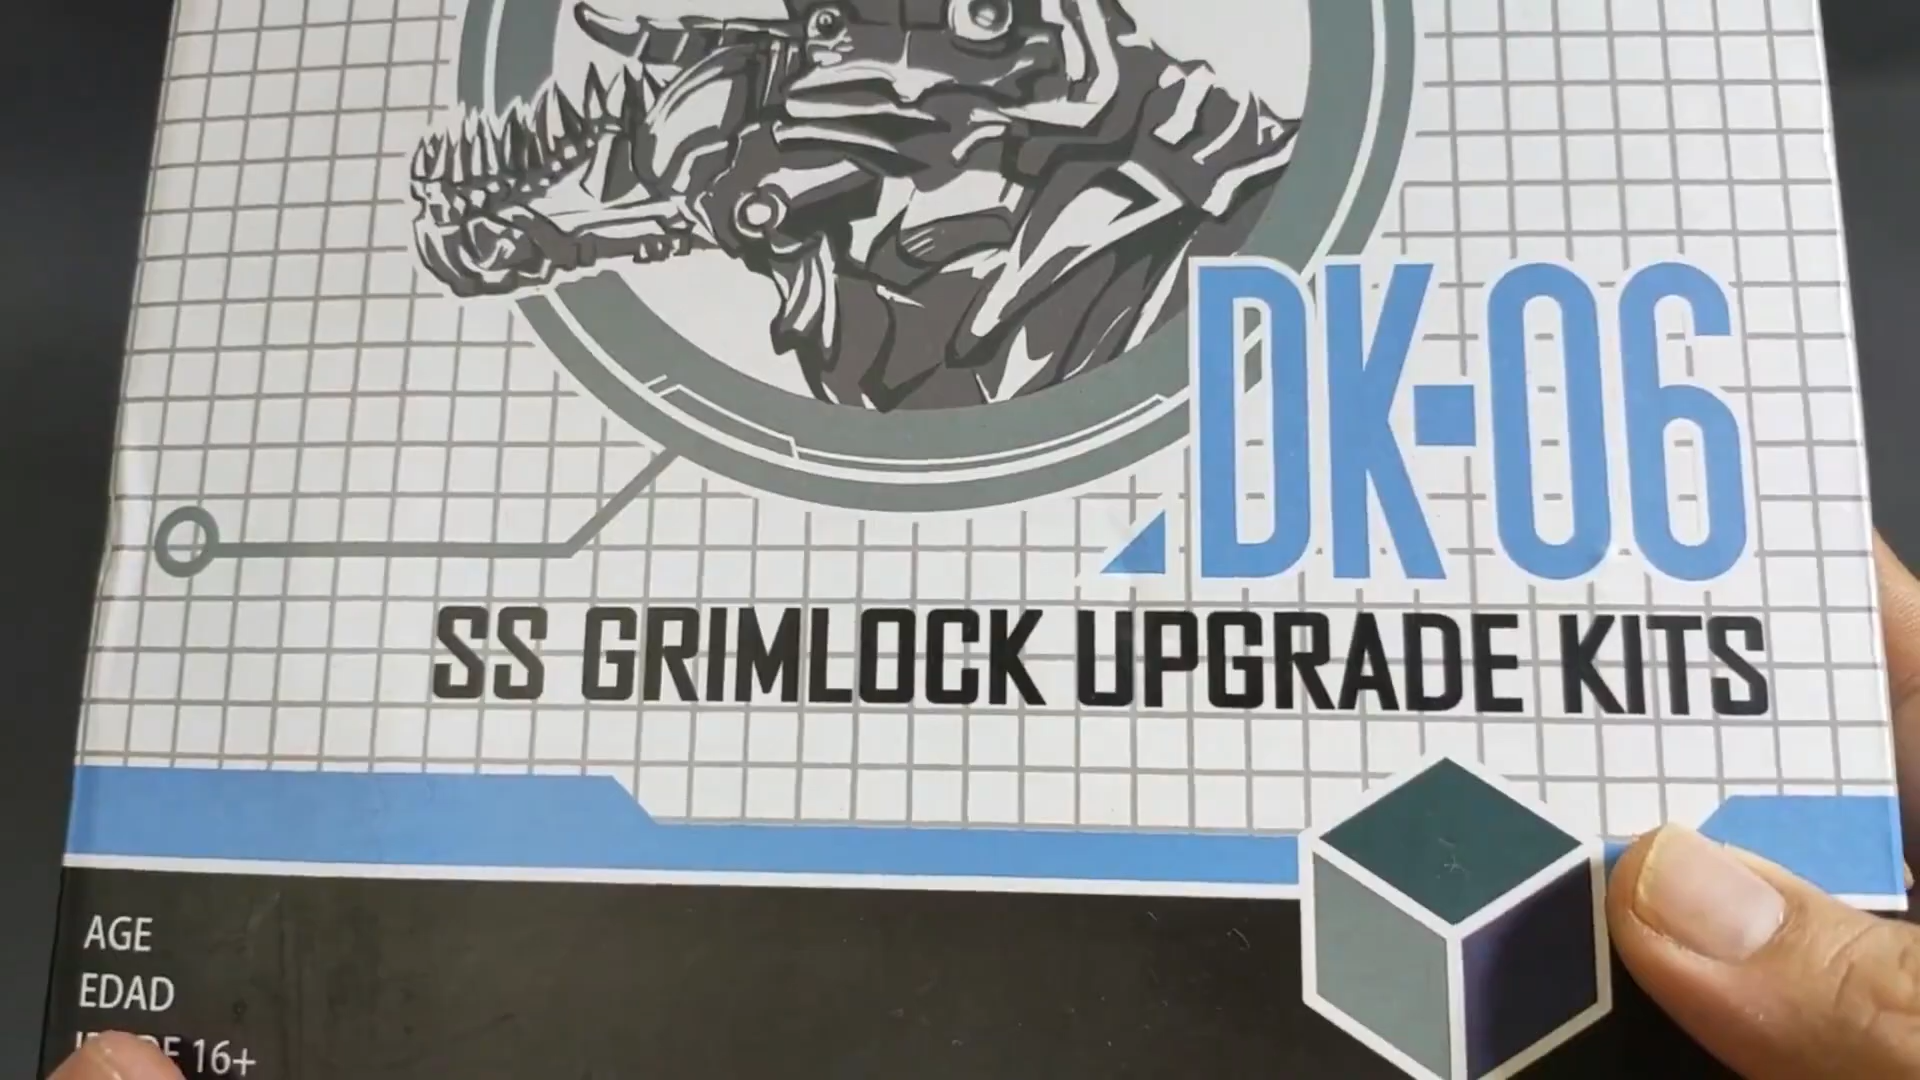 DK-06
SS GRIMLOCK UPGRADE KITS
AGE
EDAD
16+